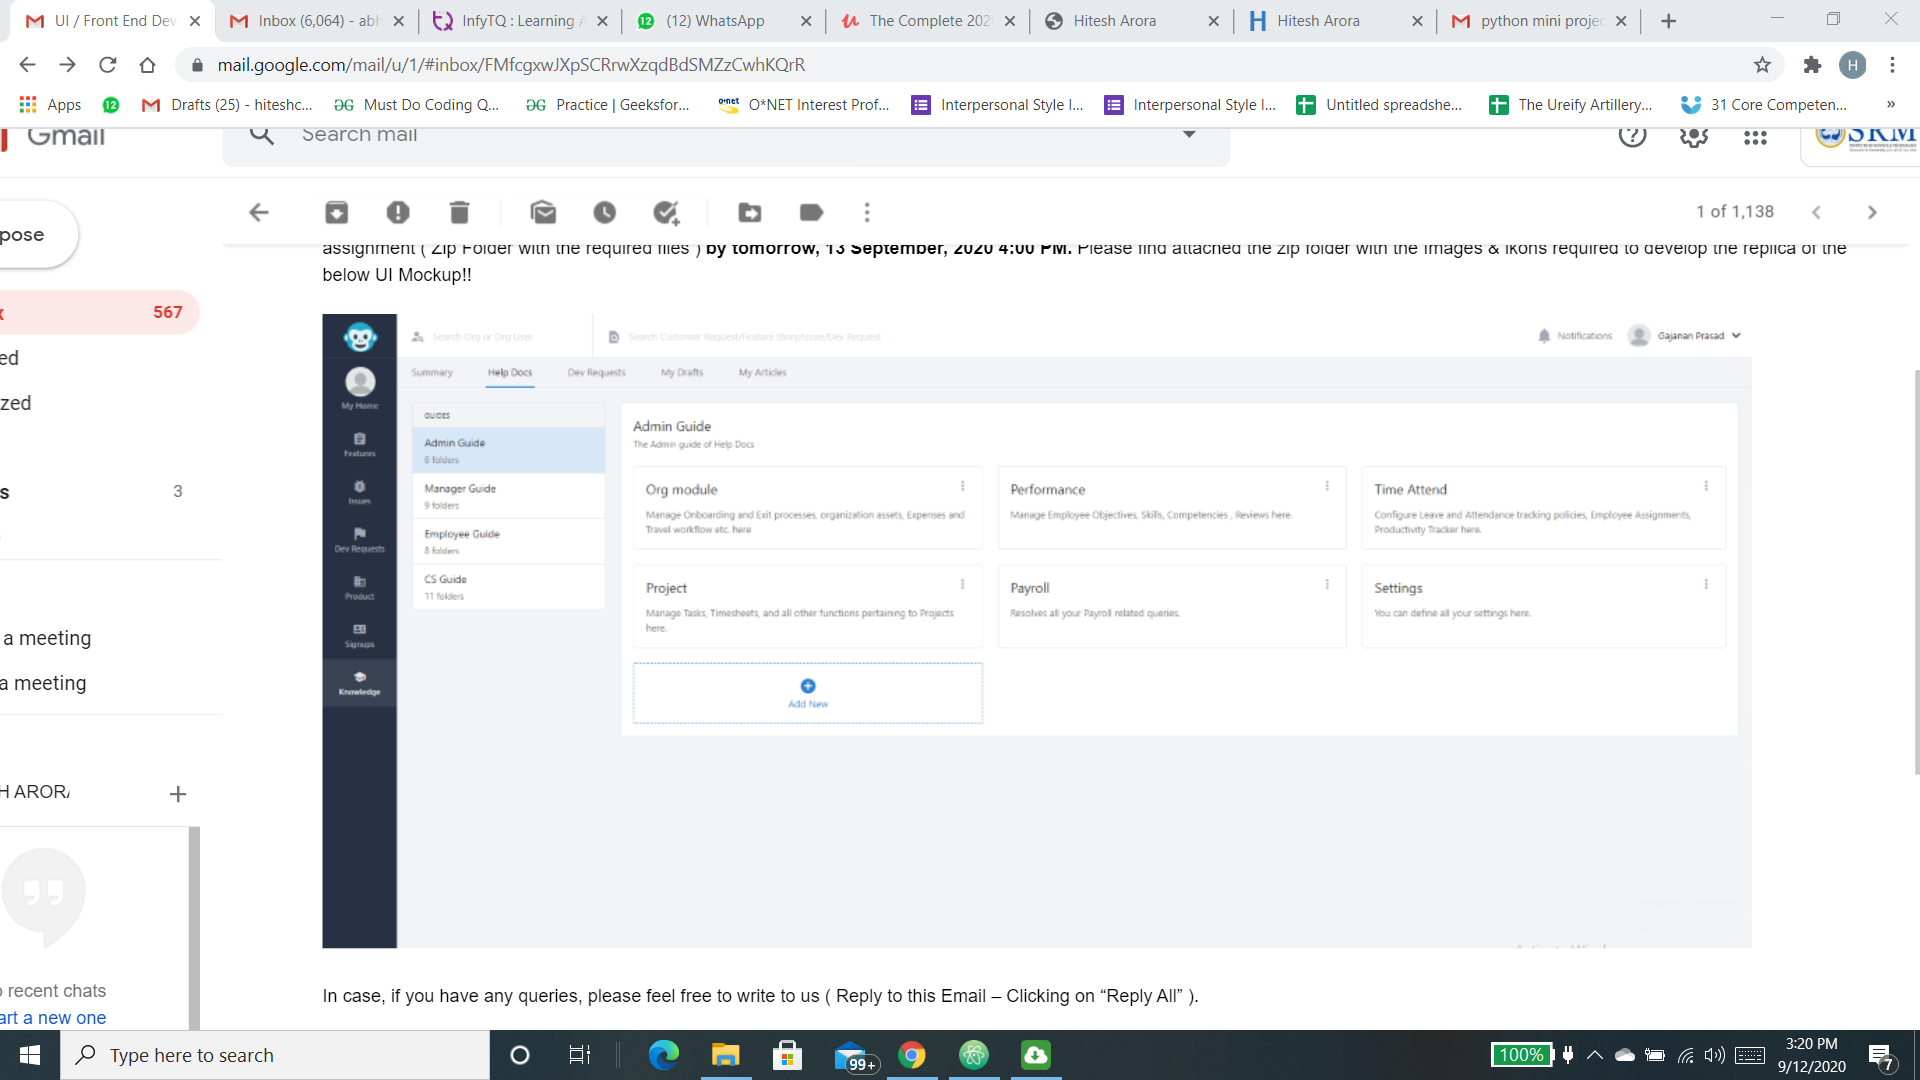 UI / Front End Dev
Inbox (6,064) - abh
InfyTQ : Learning A
(12) WhatsApp
The Complete 202
Hitesh Arora
Hitesh Arora
python mini projec
mail.google.com/mail/u/1/#inbox/FMfcgxwJXpSCRrwXzqdBdSMZzCwhKQrR
H
Apps
12
Drafts (25) - hiteshc...
Must Do Coding Q...
Practice | Geeksfor...
O*NET Interest Prof...
Interpersonal Style I...
Interpersonal Style I...
Untitled spreadshe...
The Ureify Artillery...
31 Core Competen...
»
Gmail
Search mail
SRM
pose
1 of 1,138
567
ed
zed
s
3
a meeting
a meeting
H ARORA
recent chats
art a new one
assignment ( Zip Folder with the required files ) by tomorrow, 13 September, 2020 4:00 PM. Please find attached the zip folder with the Images & Ikons required to develop the replica of the
below UI Mockup!!
Search Org or Org User
Search Customer Request/Feature Story/Issue/Dev Request
Notifications
Gajanan Prasad
Summary
Help Docs
Dev Requests
My Drafts
My Articles
My Home
Features
Issues
Dev Requests
Product
Signups
Knowledge
GUIDES
Admin Guide
6 folders
Manager Guide
9 folders
Employee Guide
8 folders
CS Guide
11 folders
Admin Guide
The Admin guide of Help Docs
Org module
Manage Onboarding and Exit processes, organization assets, Expenses and
Travel workflow etc. here
Performance
Manage Employee Objectives, Skills, Competencies , Reviews here.
Time Attend
Configure Leave and Attendance tracking policies, Employee Assignments,
Productivity Tracker here.
Project
Manage Tasks, Timesheets, and all other functions pertaining to Projects
here.
Payroll
Resolves all your Payroll related queries.
Settings
You can define all your settings here.
Add New
In case, if you have any queries, please feel free to write to us ( Reply to this Email – Clicking on “Reply All” ).
Type here to search
99+
100%
3:20 PM
9/12/2020
7